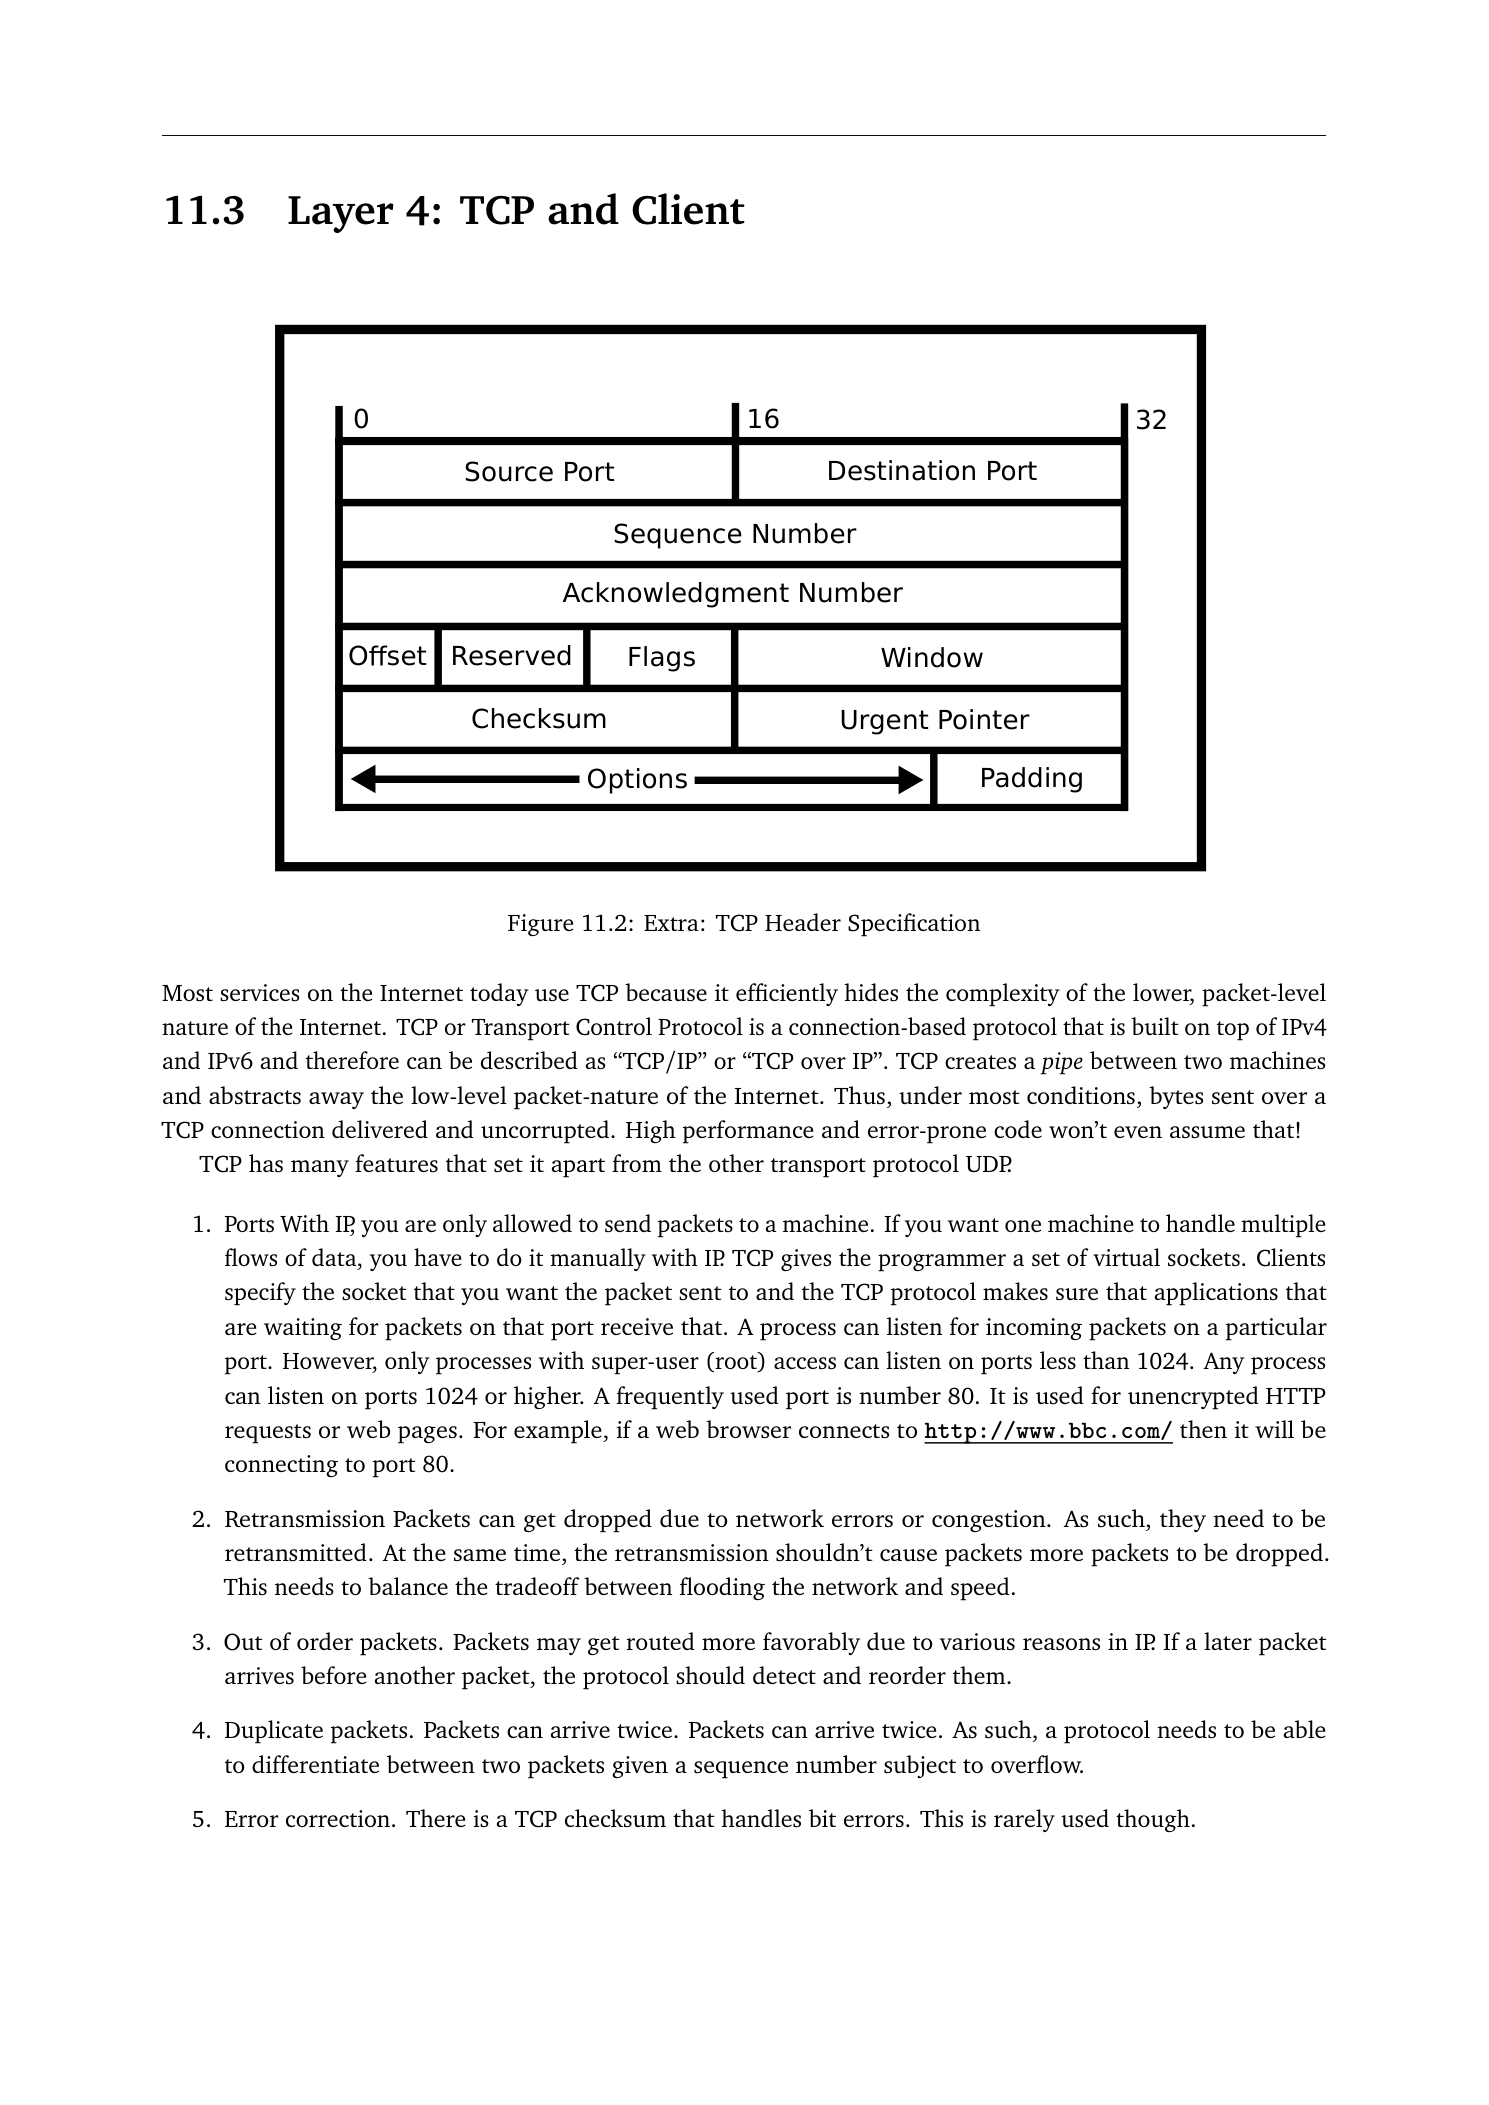 11.3 Layer 4: TCP and Client
0 16 32
Source Port Destination Port
Sequence Number
Acknowledgment Number
Offset Reserved Flags Window
Checksum Urgent Pointer
Options Padding
Figure 11.2: Extra: TCP Header Specification
Most services on the Internet today use TCP because it efficiently hides the complexity of the lower, packet-level
nature of the Internet. TCP or Transport Control Protocol is a connection-based protocol that is built on top of IPv4
and IPv6 and therefore can be described as “TCP/IP” or “TCP over IP”. TCP creates a pipe between two machines
and abstracts away the low-level packet-nature of the Internet. Thus, under most conditions, bytes sent over a
TCP connection delivered and uncorrupted. High performance and error-prone code won’t even assume that!
TCP has many features that set it apart from the other transport protocol UDP.
1. Ports With IP, you are only allowed to send packets to a machine. If you want one machine to handle multiple
flows of data, you have to do it manually with IP. TCP gives the programmer a set of virtual sockets. Clients
specify the socket that you want the packet sent to and the TCP protocol makes sure that applications that
are waiting for packets on that port receive that. A process can listen for incoming packets on a particular
port. However, only processes with super-user (root) access can listen on ports less than 1024. Any process
can listen on ports 1024 or higher. A frequently used port is number 80. It is used for unencrypted HTTP
requests or web pages. For example, if a web browser connects to http://www.bbc.com/ then it will be
connecting to port 80.
2. Retransmission Packets can get dropped due to network errors or congestion. As such, they need to be
retransmitted. At the same time, the retransmission shouldn’t cause packets more packets to be dropped.
This needs to balance the tradeoff between flooding the network and speed.
3. Out of order packets. Packets may get routed more favorably due to various reasons in IP. If a later packet
arrives before another packet, the protocol should detect and reorder them.
4. Duplicate packets. Packets can arrive twice. Packets can arrive twice. As such, a protocol needs to be able
to differentiate between two packets given a sequence number subject to overflow.
5. Error correction. There is a TCP checksum that handles bit errors. This is rarely used though.